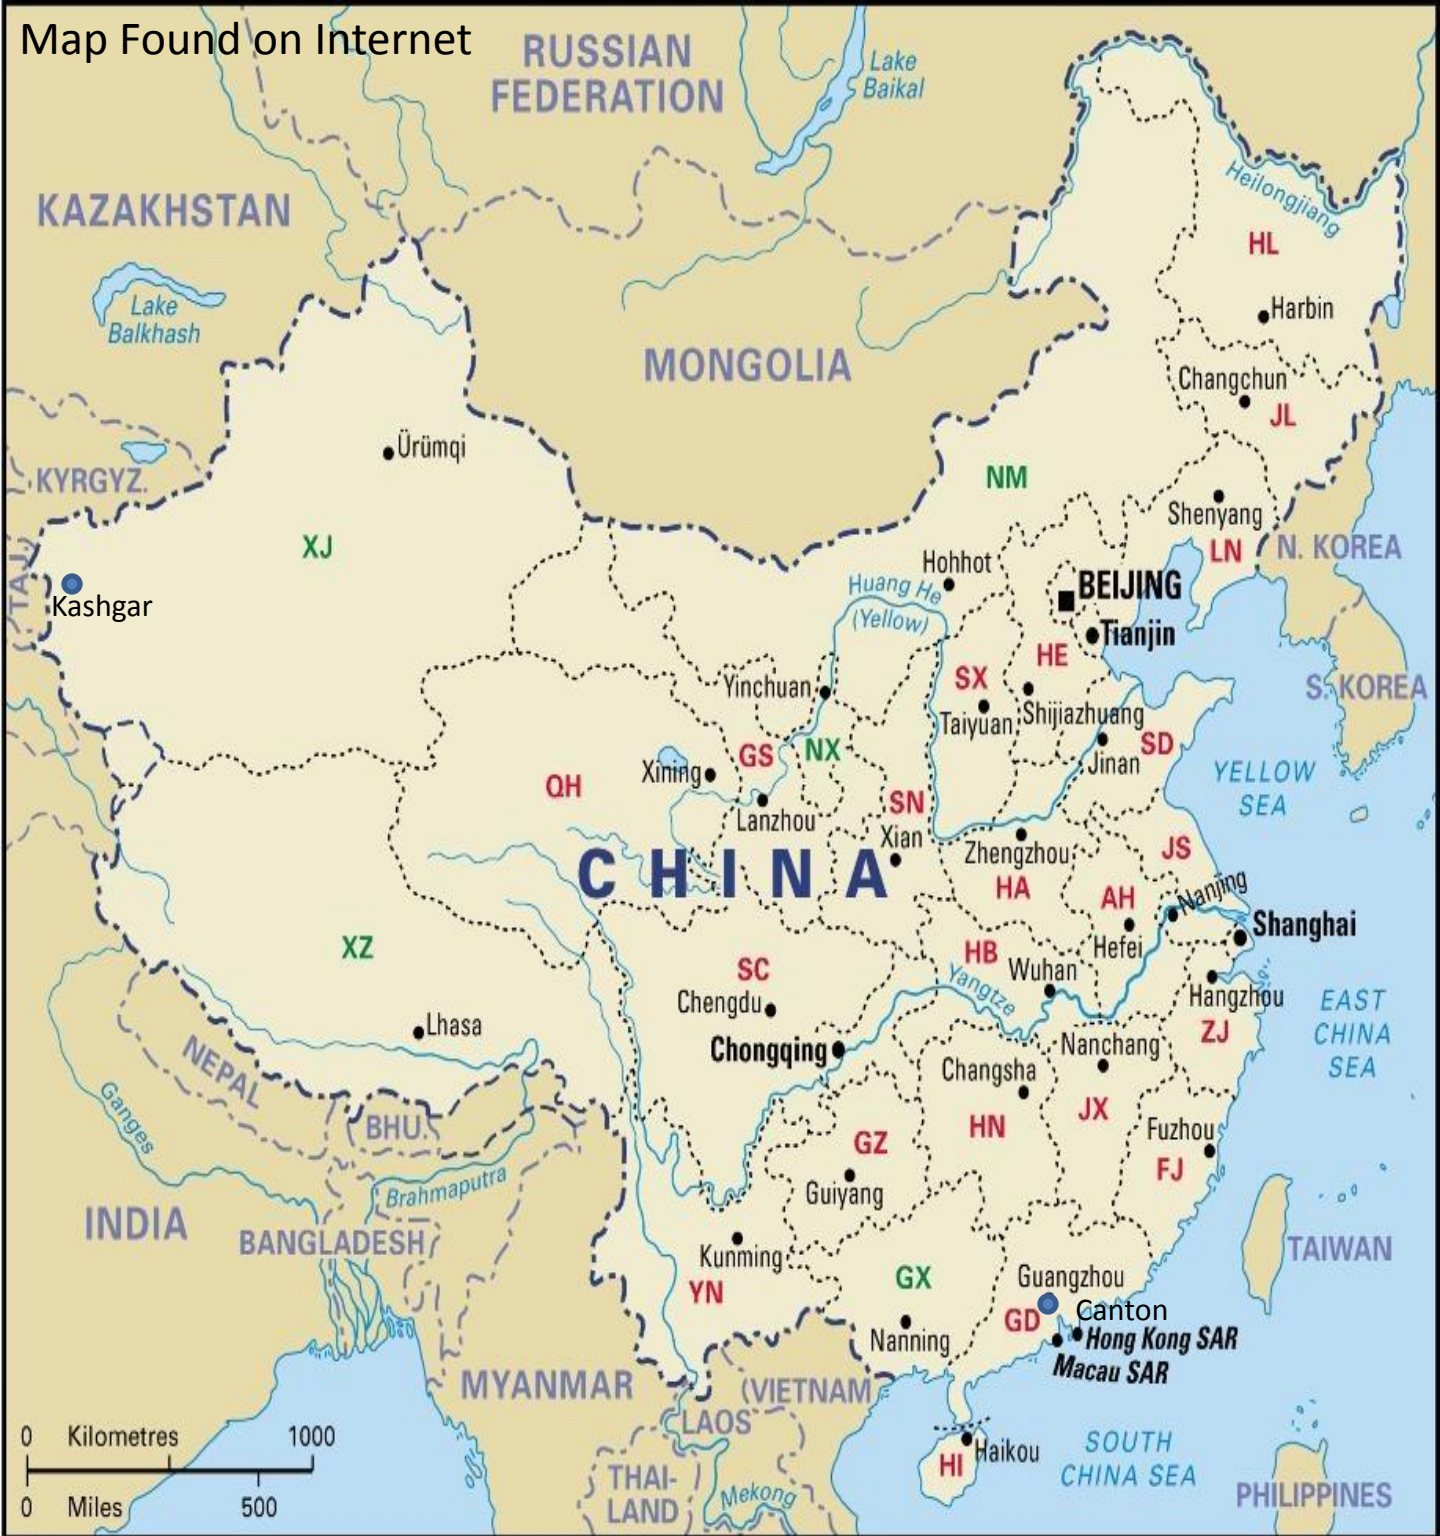 Map Found on Internet
RUSSIAN
FEDERATION
Lake
Baikal
KAZAKHSTAN
Heilongjiang
HL
Lake
Balkhash
Harbin
MONGOLIA
Changchun
JL
Ürümqi
KYRGYZ.
NM
Shenyang
LN
N. KOREA
XJ
TAJ.
Kashgar
Hohhot
Huang He
(Yellow)
BEIJING
Tianjin
HE
SX
S. KOREA
Yinchuan
Taiyuan
Shijiazhuang
SD
GS
NX
Jinan
YELLOW
SEA
Xining
QH
SN
Lanzhou
Xian
Zhengzhou
JS
CHINA
HA
AH
Nanjing
Shanghai
Hefei
XZ
HB
SC
Wuhan
Yangtze
Chengdu
Hangzhou
EAST
CHINA
SEA
Lhasa
ZJ
Chongqing
Nanchang
NEPAL
Changsha
JX
Ganges
BHU.
HN
Fuzhou
GZ
FJ
Brahmaputra
Guiyang
INDIA
BANGLADESH
Kunming
TAIWAN
YN
GX
Guangzhou
Canton
GD
Nanning
Hong Kong SAR
Macau SAR
MYANMAR
(VIETNAM
LAOS
0 Kilometres 1000
0 Miles 500
Haikou
HI
SOUTH
CHINA SEA
THAI-
LAND
Mekong
PHILIPPINES